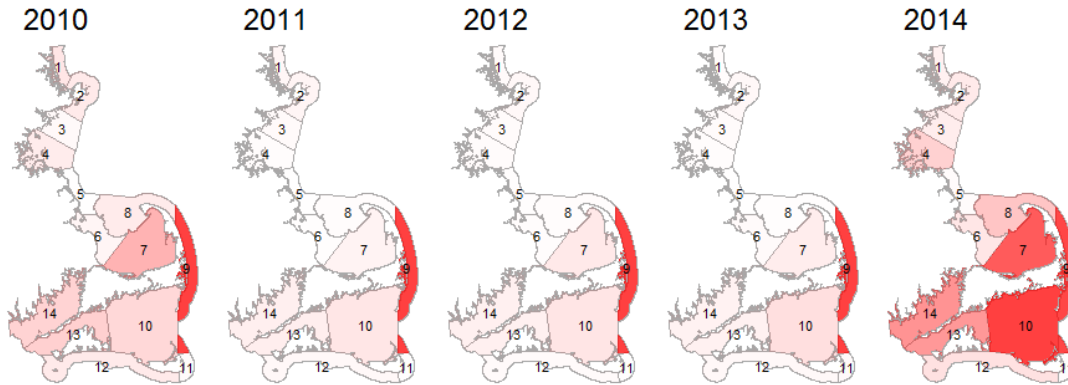 2010 2011 2012 2013 2014
1 1 1 1 1
2 2 2 2 2
3 3 3 3 3
4 4 4 4 4
5 5 5 5 5
8 8 8 8 8
6 6 6 6 6
7 7 7 7 7
9 9 9 9 9
14 14 14 14 14
10 10 10 10 10
13 13 13 13 13
12 12 12 12 12
11 11 11 11 1